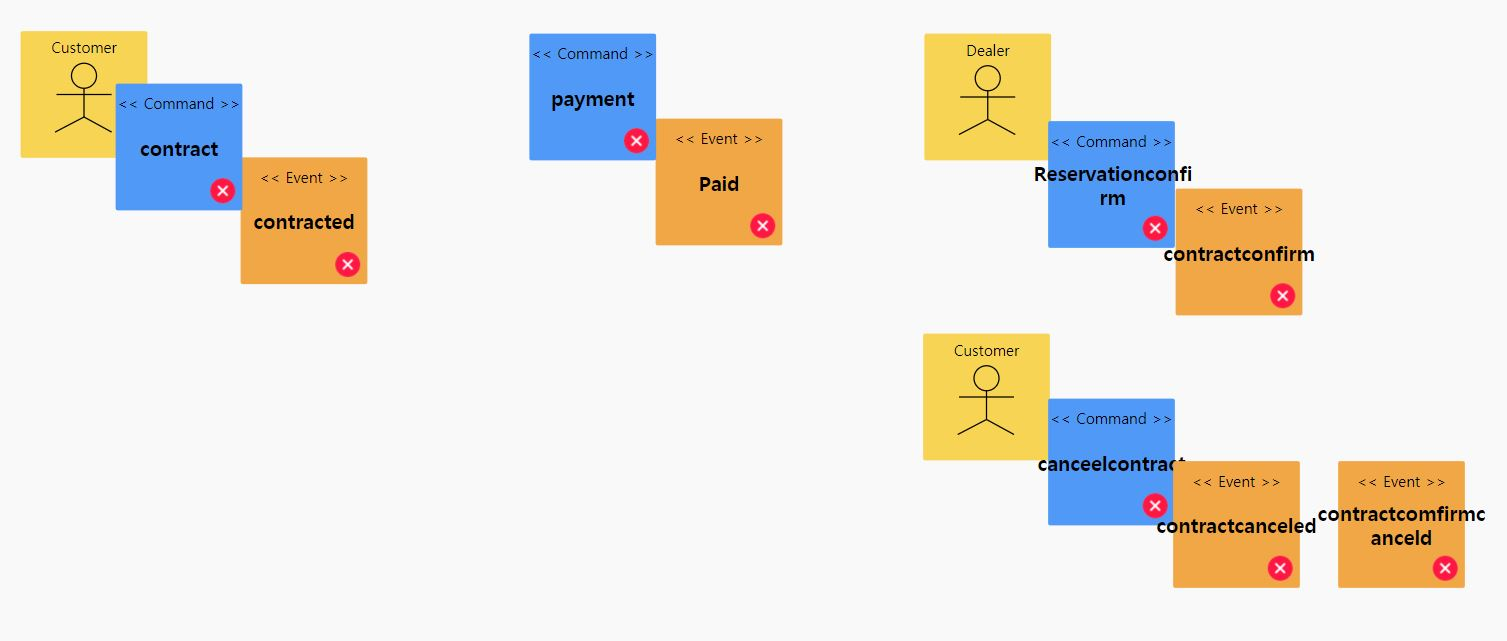 Customer
<< Command >>
contract
<< Event >>
contracted
<< Command >>
payment
<< Event >>
Paid
Dealer
<< Command >>
Reservationconfi
rm
<< Event >>
contractconfirm
Customer
<< Command >>
canceelcontract
<< Event >>
contractcanceled
<< Event >>
contractcomfirmc
anceld